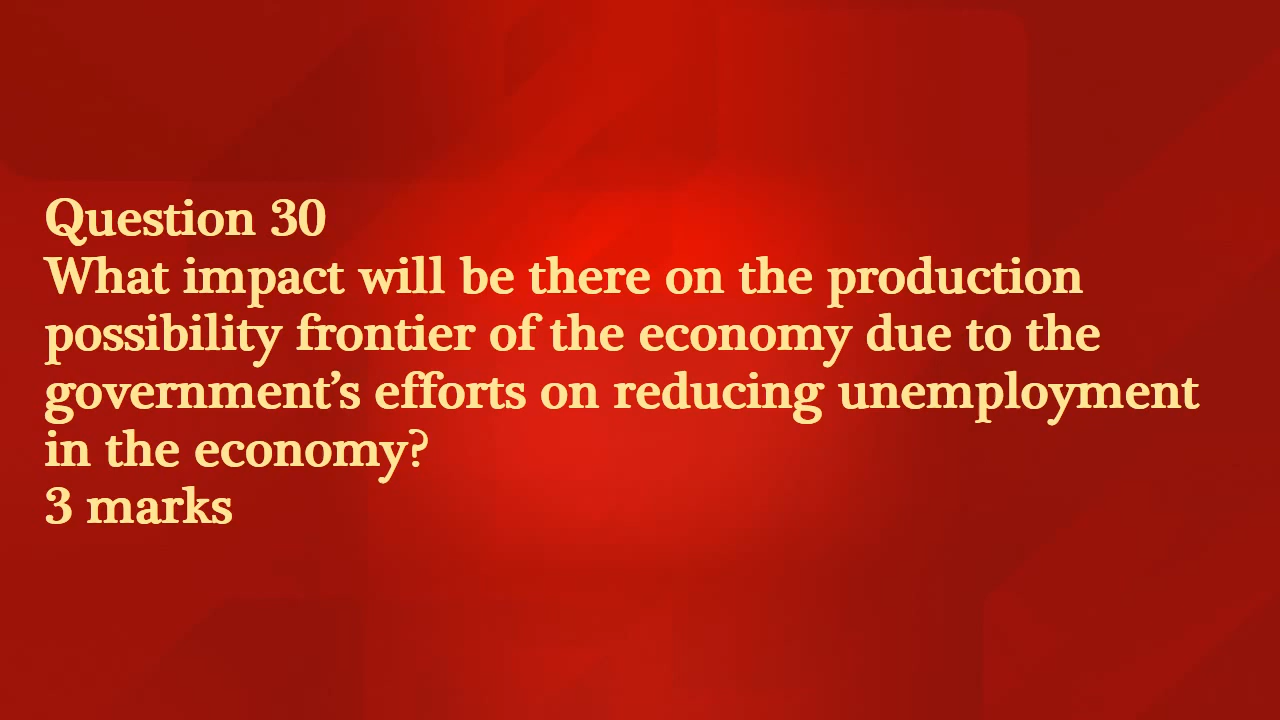 Question 30
What impact will be there on the production
possibility frontier of the economy due to the
government’s efforts on reducing unemployment
in the economy?
3 marks